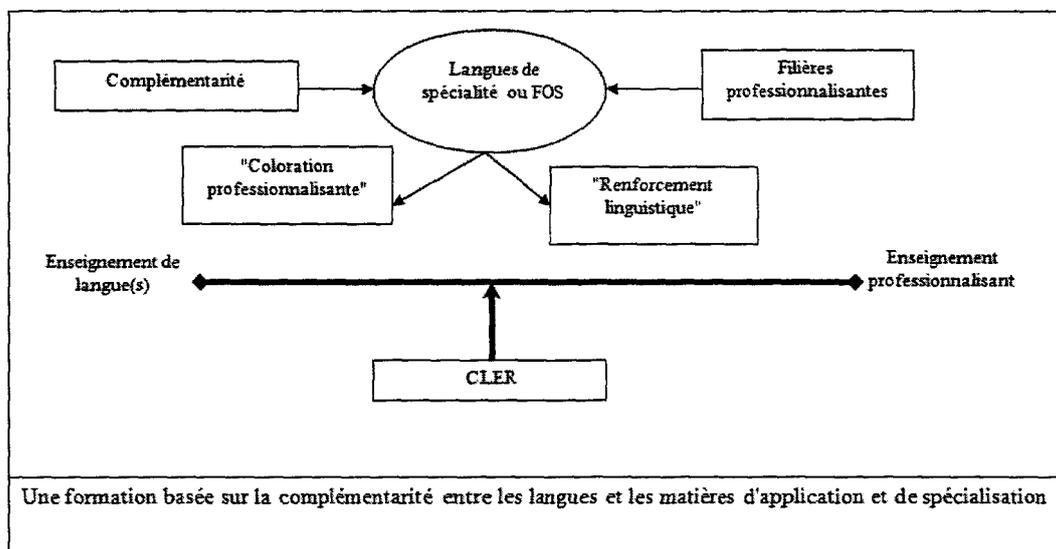 Complémentarité
Langues de
spécialité ou FOS
Filières
professionnalisantes
"Coloration
professionnalisante"
"Renforcement
linguistique"
Enseignement de
langue(s)
Enseignement
professionnalisant
CLER
Une formation basée sur la complémentarité entre les langues et les matières d'application et de spécialisation